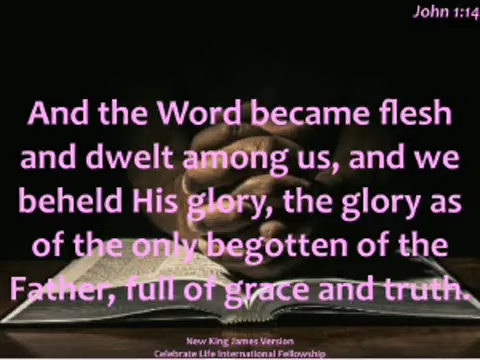 John 1:14
And the Word became flesh
and dwelt among us, and we
beheld His glory, the glory as
of the only begotten of the
Father, full of grace and truth.
New King James Version
Celebrate Life International Fellowship